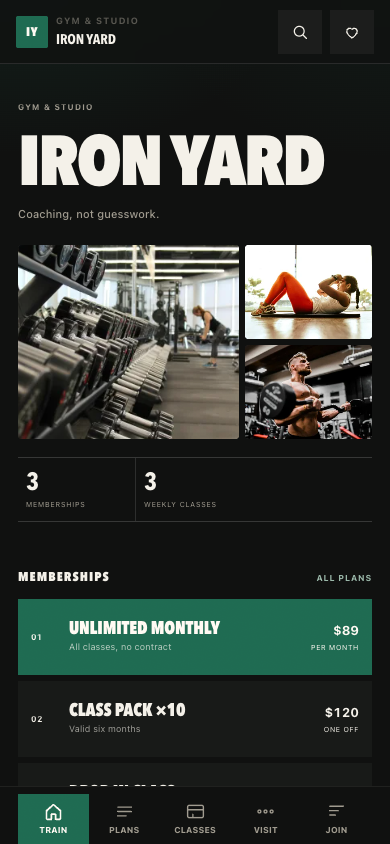 IY
GYM & STUDIO
IRON YARD
GYM & STUDIO
IRON YARD
Coaching, not guesswork.
3
MEMBERSHIPS
3
WEEKLY CLASSES
MEMBERSHIPS
ALL PLANS
01
UNLIMITED MONTHLY
All classes, no contract
$89
PER MONTH
02
CLASS PACK ×10
Valid six months
$120
ONE OFF
TRAIN
PLANS
CLASSES
VISIT
JOIN